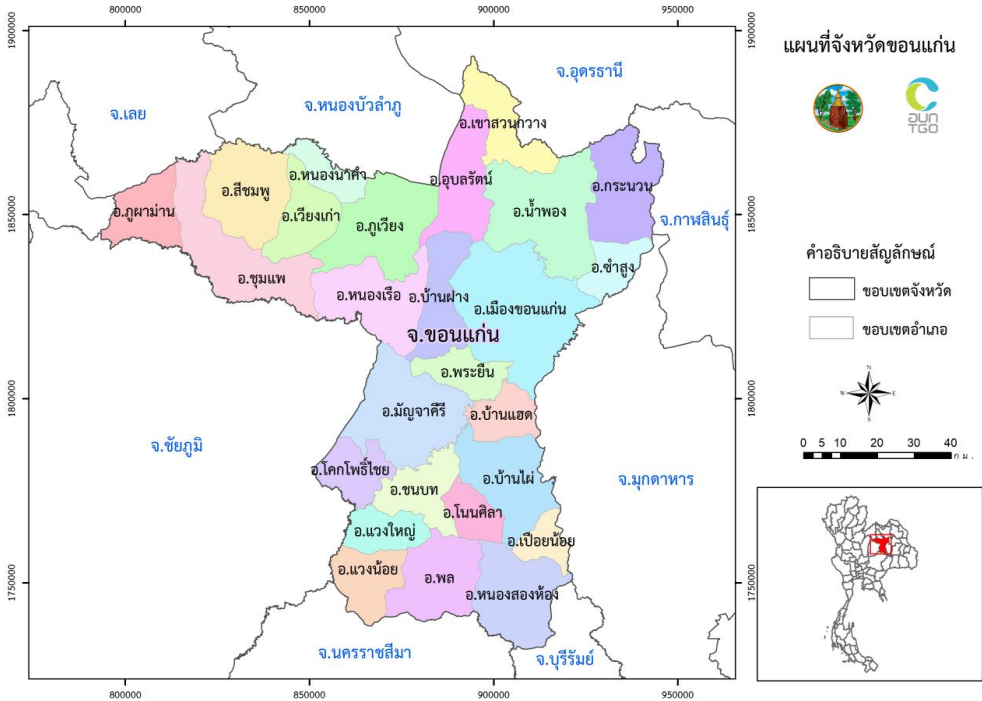 800000 850000 900000 950000
1900000 1900000
แผนที่จังหวัดขอนแก่น
จ.อุดรธานี
จ.หนองบัวลำภู
จ.เลย
อฺun
TGO
อ.เขาสวนกวาง
อ.หนองนาคำ
อ.อุบลรัตน์
อ.สีชมพู
อ.กระนวน
อ.ภูผาม่าน
อ.เวียงเก่า
อ.ภูเวียง
อ.น้ำพอง
1850000 1850000
จ.กาฬสินธุ์
อ.ซำสูง
คำอธิบายสัญลักษณ์
อ.ชุมแพ
อ.หนองเรือ
อ.บ้านฝาง
อ.เมืองขอนแก่น
ขอบเขตจังหวัด
ขอบเขตอำเภอ
จ.ขอนแก่น
อ.พระยืน
N
W E
S
1800000 1800000
อ.มัญจาคีรี
อ.บ้านแฮด
จ.ชัยภูมิ
0 5 10 20 30 40
กม.
อ.โคกโพธิ์ไชย
อ.บ้านไผ่
จ.มุกดาหาร
อ.ชนบท
อ.โนนศิลา
อ.แวงใหญ่
อ.เปือยน้อย
อ.แวงน้อย
อ.พล
1750000 1750000
อ.หนองสองห้อง
จ.นครราชสีมา
จ.บุรีรัมย์
800000 850000 900000 950000